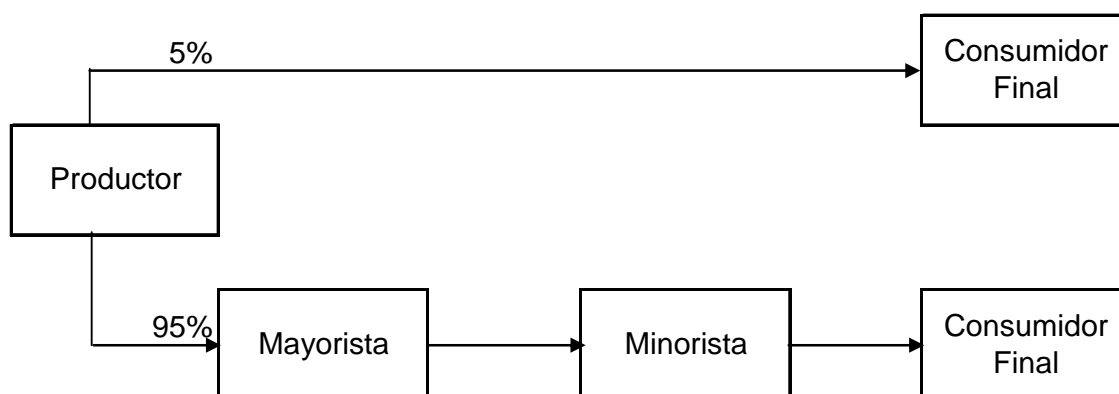 5%
Consumidor
Final
Productor
95%
Mayorista
Minorista
Consumidor
Final